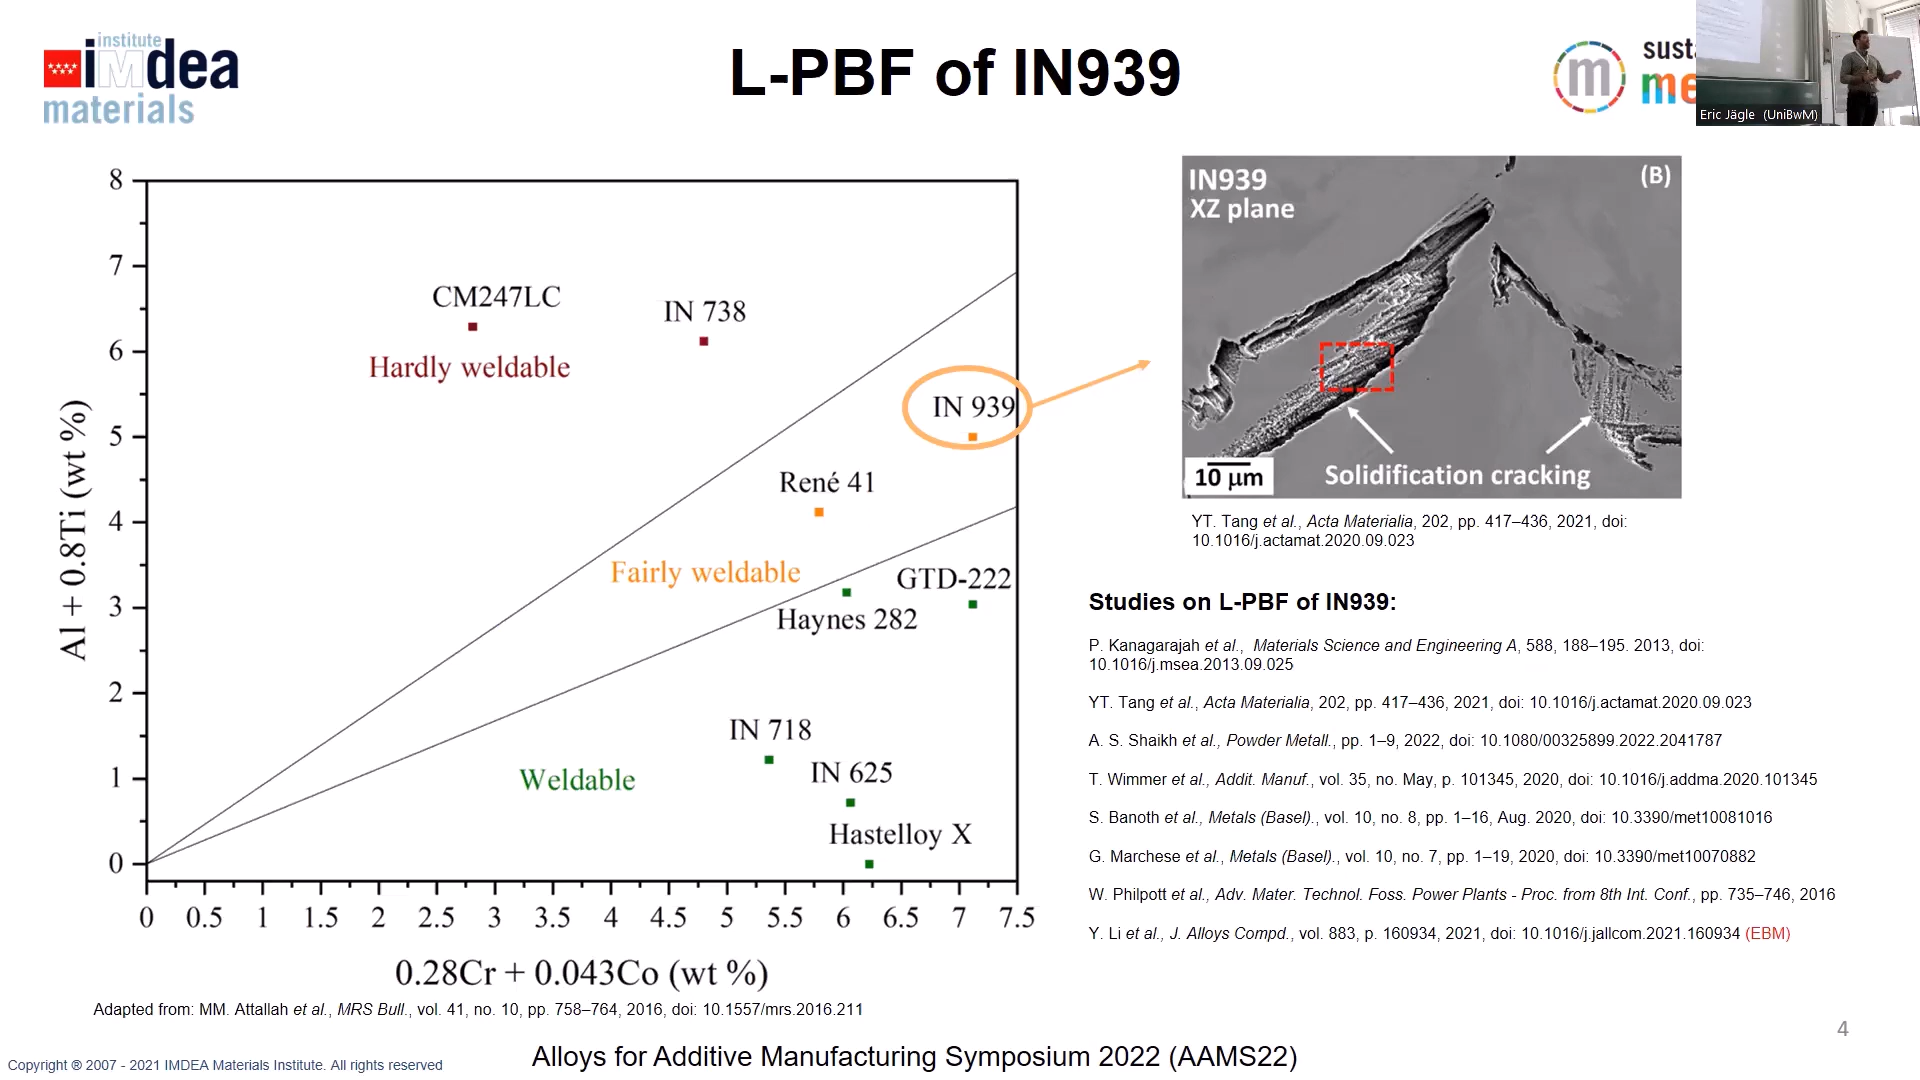 institute
iMdea
materials
L-PBF of IN939
m
susta
me
Eric Jägle (UniBwM)
8
7
6
5
4
3
2
1
0
Al + 0.8Ti (wt %)
CM247LC
IN 738
Hardly weldable
IN 939
René 41
Fairly weldable
GTD-222
Haynes 282
IN 718
Weldable
IN 625
Hastelloy X
0 0.5 1 1.5 2 2.5 3 3.5 4 4.5 5 5.5 6 6.5 7 7.5
0.28Cr + 0.043Co (wt %)
Adapted from: MM. Attallah et al., MRS Bull., vol. 41, no. 10, pp. 758–764, 2016, doi: 10.1557/mrs.2016.211
IN939
XZ plane
(B)
10 µm
Solidification cracking
YT. Tang et al., Acta Materialia, 202, pp. 417–436, 2021, doi:
10.1016/j.actamat.2020.09.023
Studies on L-PBF of IN939:
P. Kanagarajah et al., Materials Science and Engineering A, 588, 188–195. 2013, doi:
10.1016/j.msea.2013.09.025
YT. Tang et al., Acta Materialia, 202, pp. 417–436, 2021, doi: 10.1016/j.actamat.2020.09.023
A. S. Shaikh et al., Powder Metall., pp. 1–9, 2022, doi: 10.1080/00325899.2022.2041787
T. Wimmer et al., Addit. Manuf., vol. 35, no. May, p. 101345, 2020, doi: 10.1016/j.addma.2020.101345
S. Banoth et al., Metals (Basel)., vol. 10, no. 8, pp. 1–16, Aug. 2020, doi: 10.3390/met10081016
G. Marchese et al., Metals (Basel)., vol. 10, no. 7, pp. 1–19, 2020, doi: 10.3390/met10070882
W. Philpott et al., Adv. Mater. Technol. Foss. Power Plants - Proc. from 8th Int. Conf., pp. 735–746, 2016
Y. Li et al., J. Alloys Compd., vol. 883, p. 160934, 2021, doi: 10.1016/j.jallcom.2021.160934 (EBM)
4
Copyright ® 2007 - 2021 IMDEA Materials Institute. All rights reserved
Alloys for Additive Manufacturing Symposium 2022 (AAMS22)